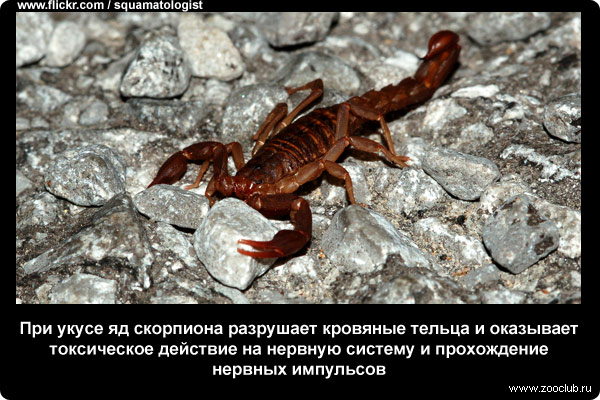 www.flickr.com/photos / squamatologist
При укусе яд скорпиона разрушает кровяные тельца и оказывает
токсическое действие на нервную систему и прохождение
нервных импульсов
www.zooclub.ru